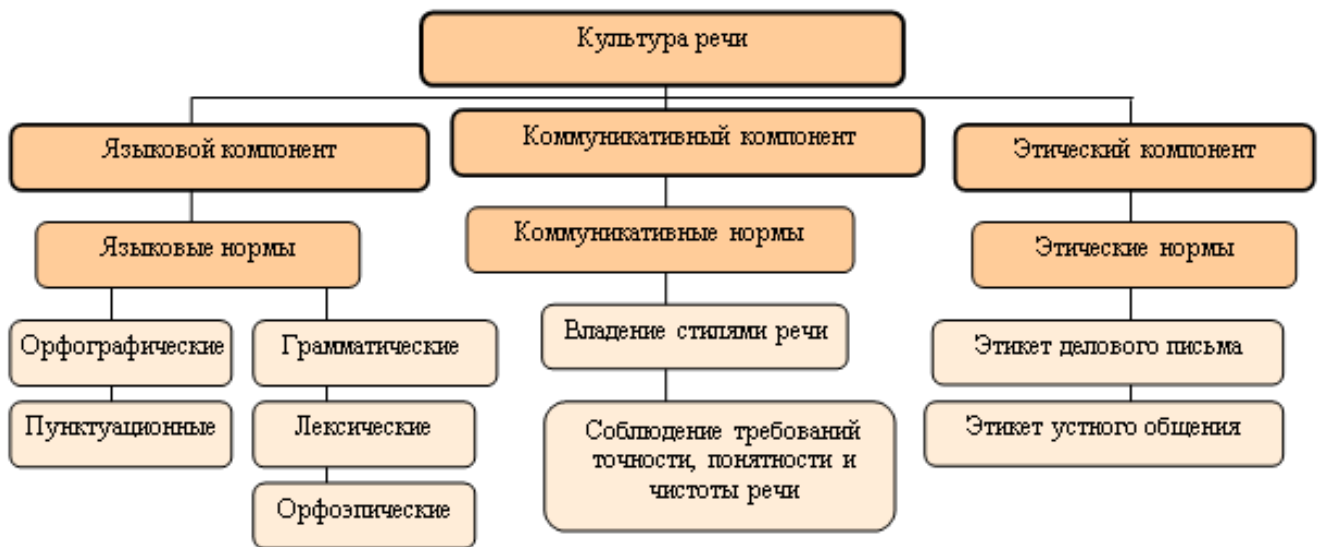 Культура речи
Языковой компонент
Коммуникативный компонент
Этический компонент
Языковые нормы
Коммуникативные нормы
Этические нормы
Орфографические
Грамматические
Владение стилями речи
Этикет делового письма
Пунктуационные
Лексические
Соблюдение требований
точности, понятности и
чистоты речи
Этикет устного общения
Орфоэпические